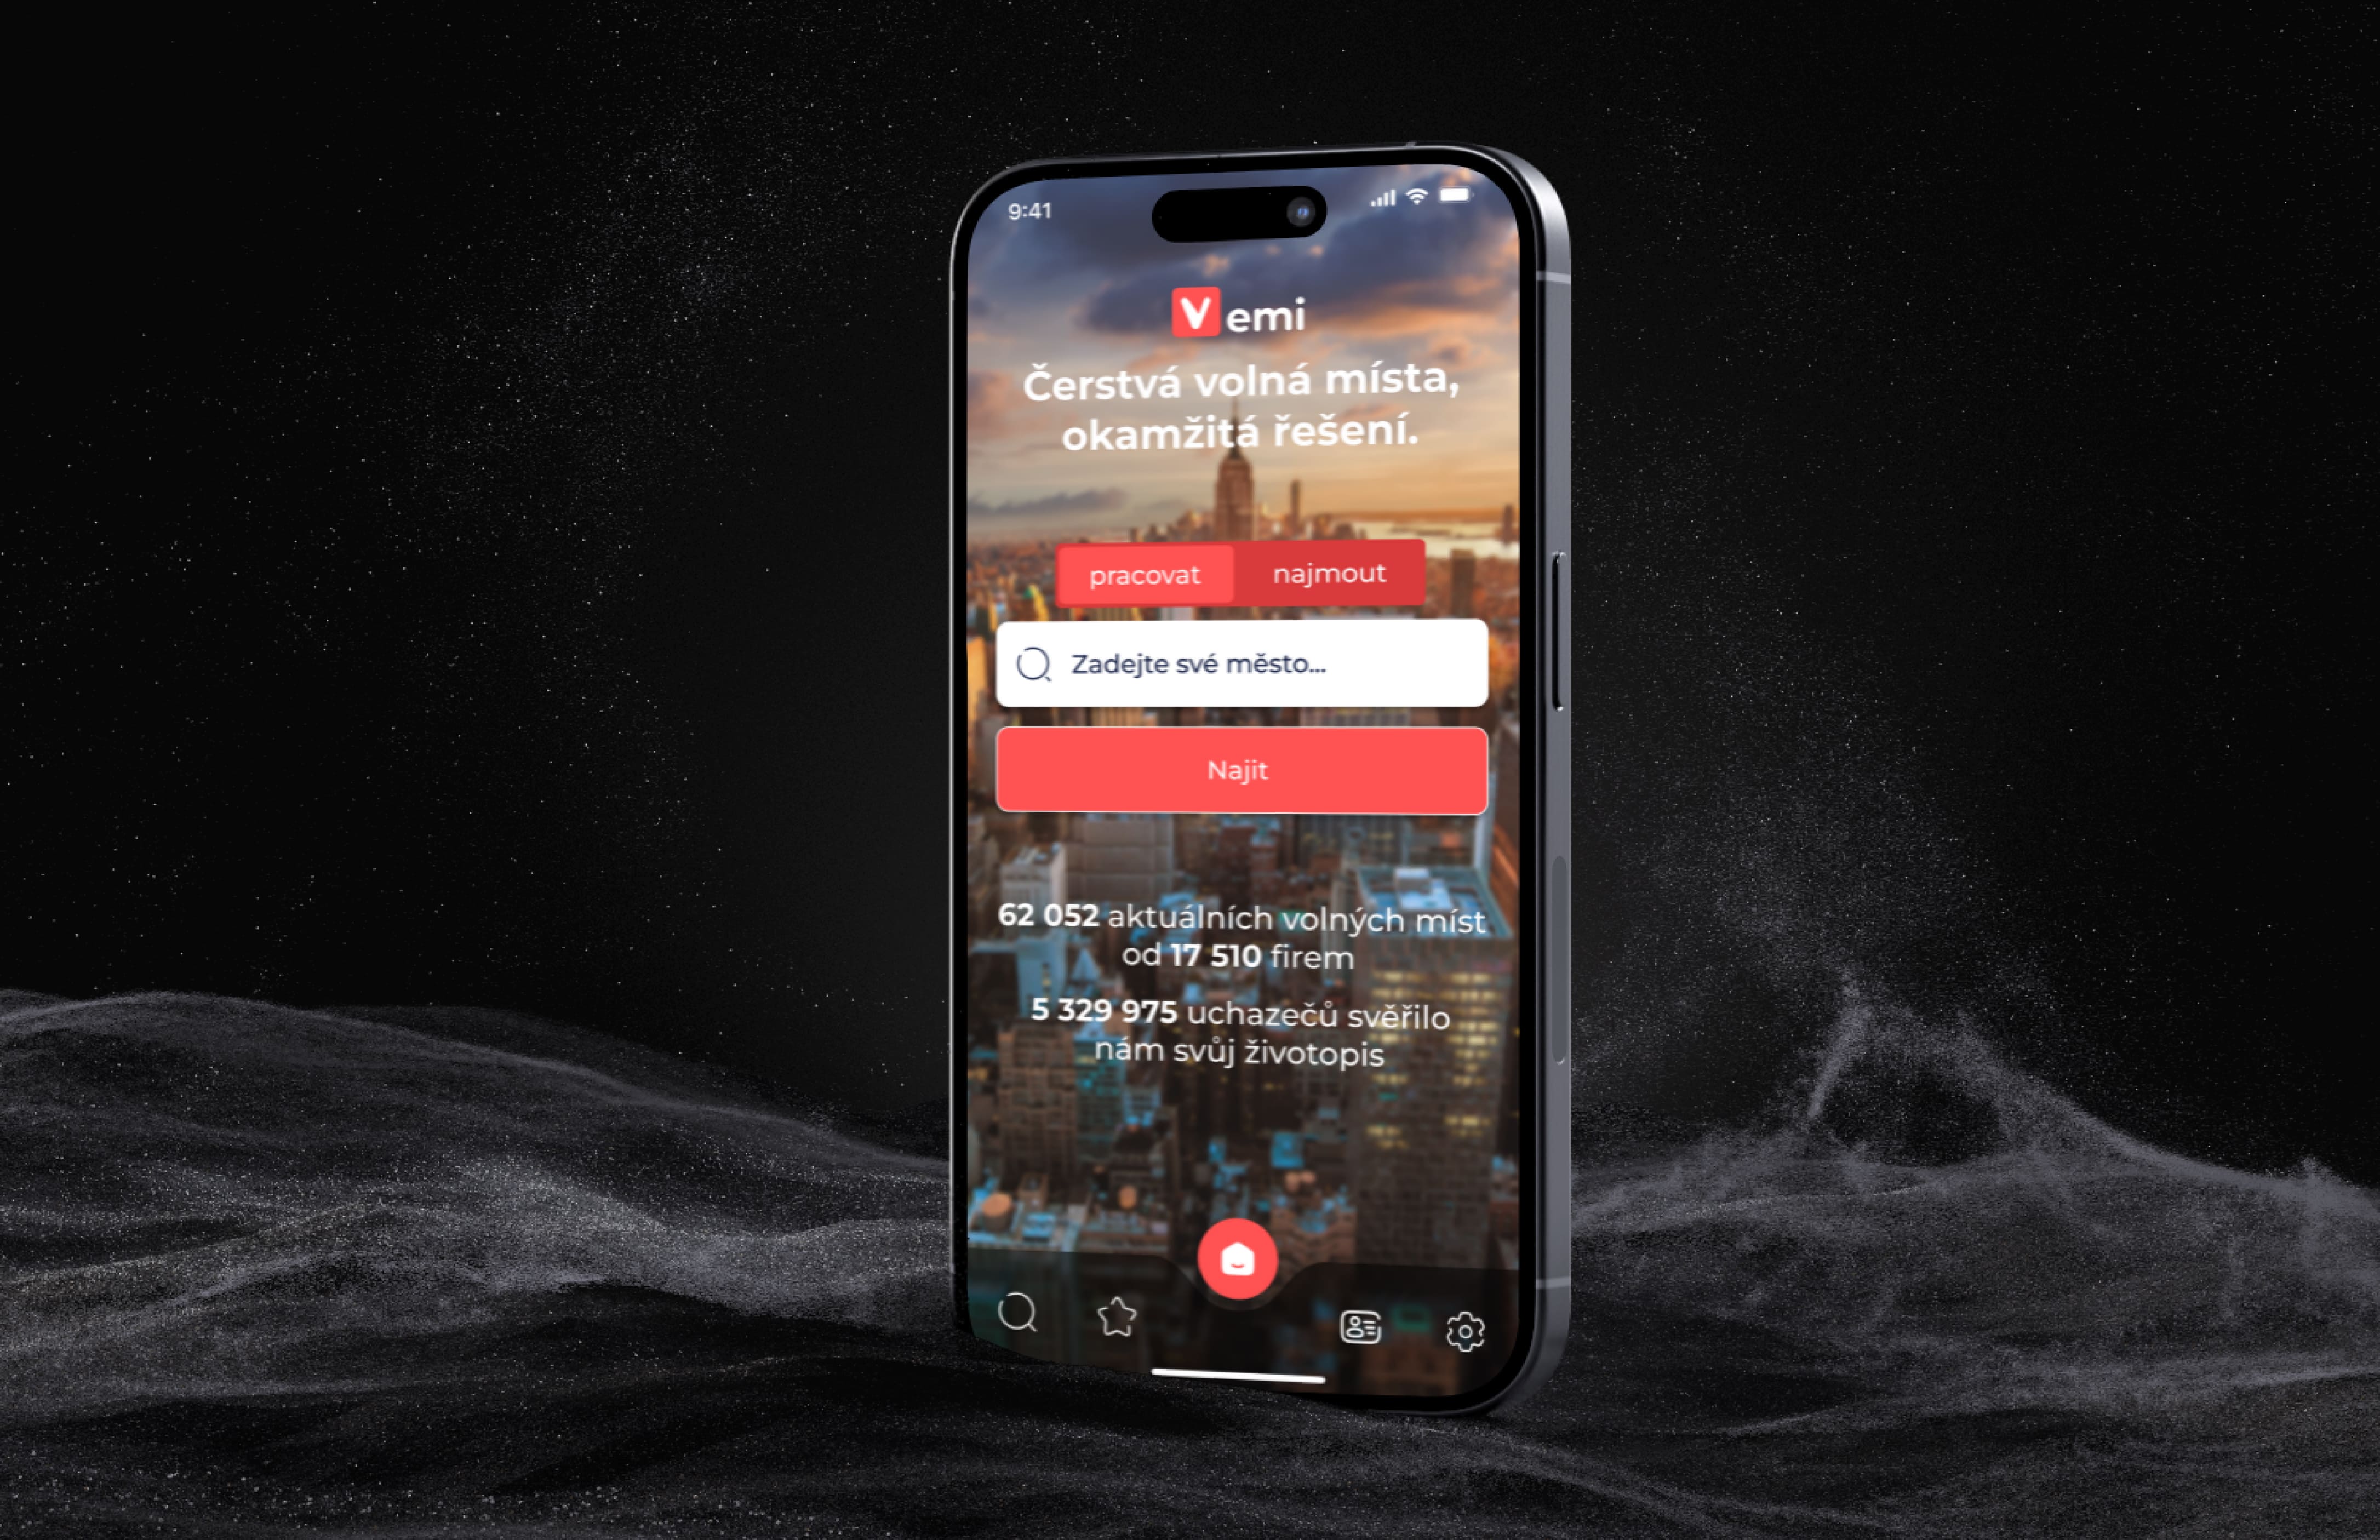 9:41
Vemi
Čerstvá volná místa,
okamžitá řešení.
pracovat najmout
Zadejte své město...
Najit
62 052 aktuálních volných míst
od 17 510 firem
5 329 975 uchazečů svěřilo
nám svůj životopis